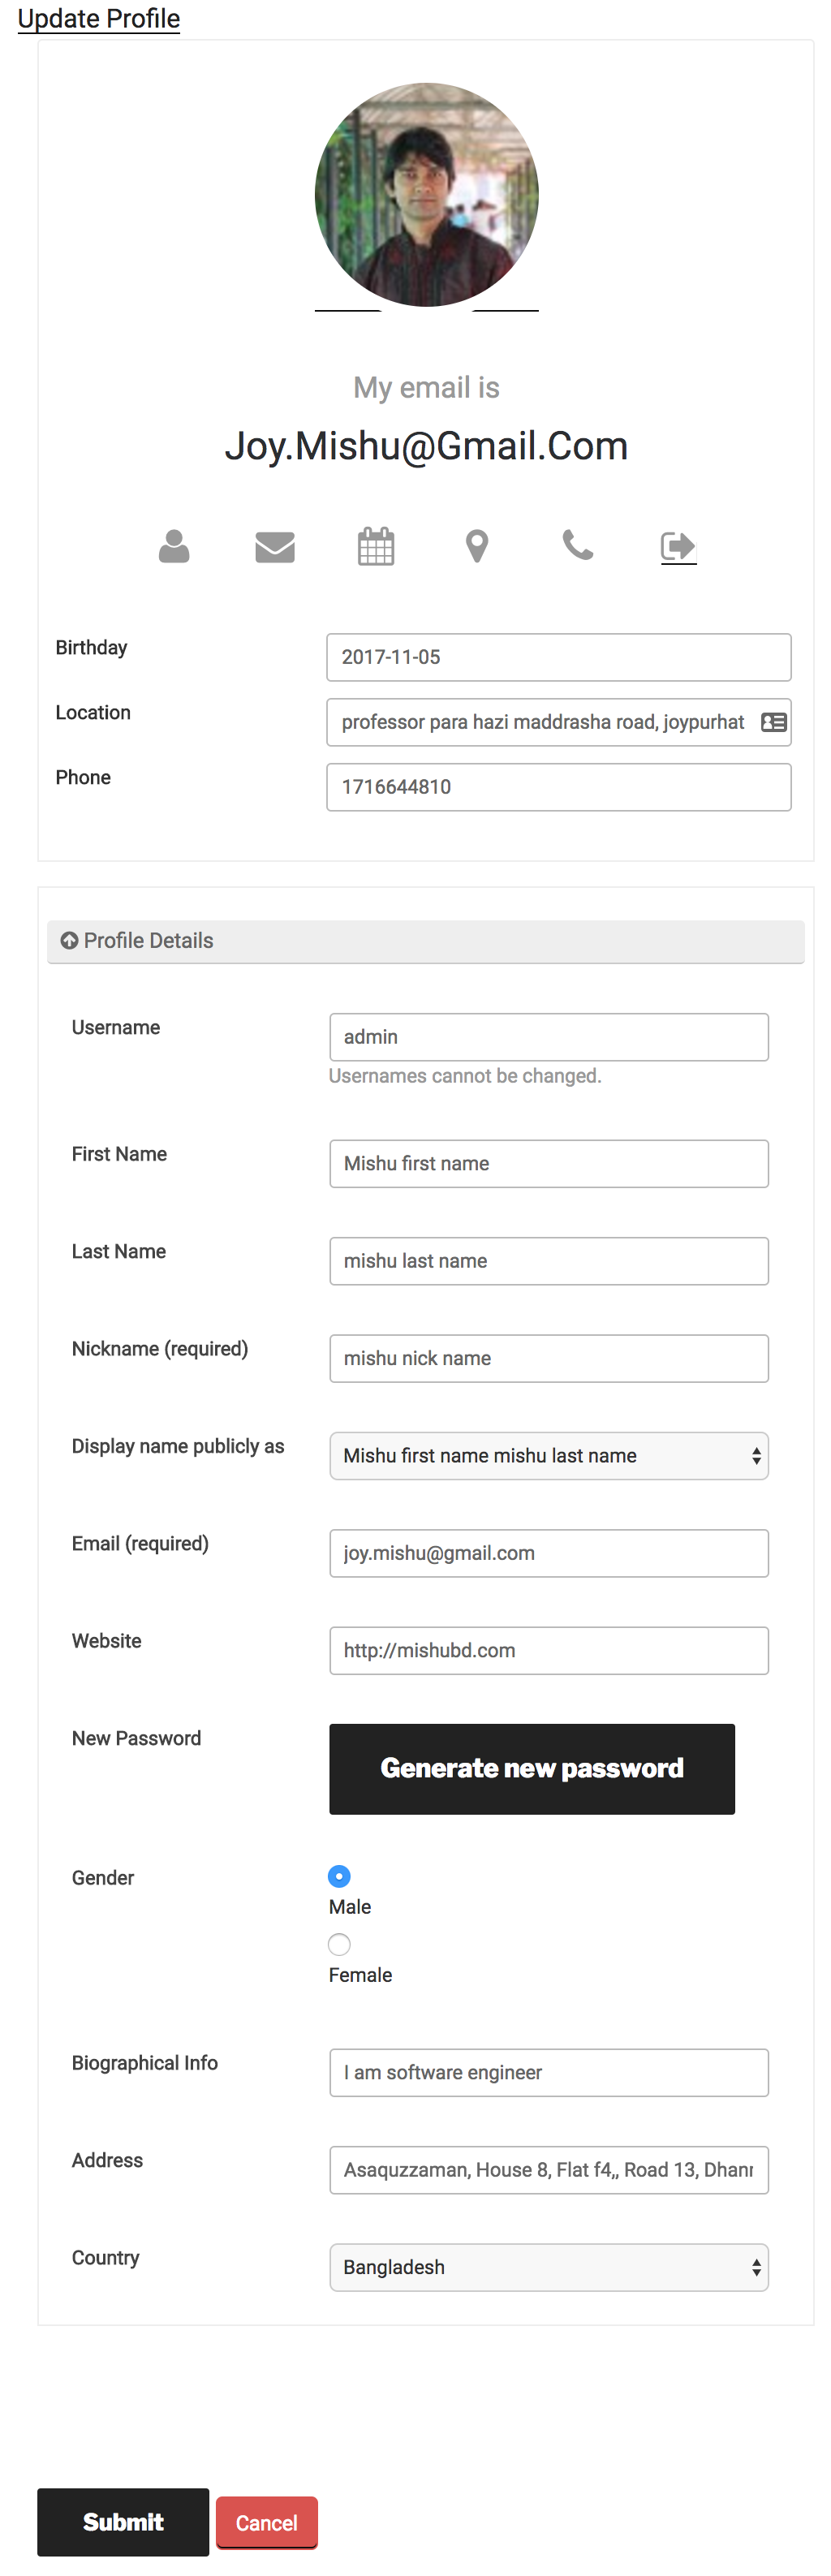 Update Profile
My email is
Joy.Mishu@Gmail.Com
Birthday
2017-11-05
Location
professor para hazi maddrasha road, joypurhat
Phone
1716644810
Profile Details
Username
admin
Usernames cannot be changed.
First Name
Mishu first name
Last Name
mishu last name
Nickname (required)
mishu nick name
Display name publicly as
Mishu first name mishu last name
Email (required)
joy.mishu@gmail.com
Website
http://mishubd.com
New Password
Generate new password
Gender
Male
Female
Biographical Info
I am software engineer
Address
Asaquzzaman, House 8, Flat f4,, Road 13,
Country
Bangladesh
Submit
Cancel